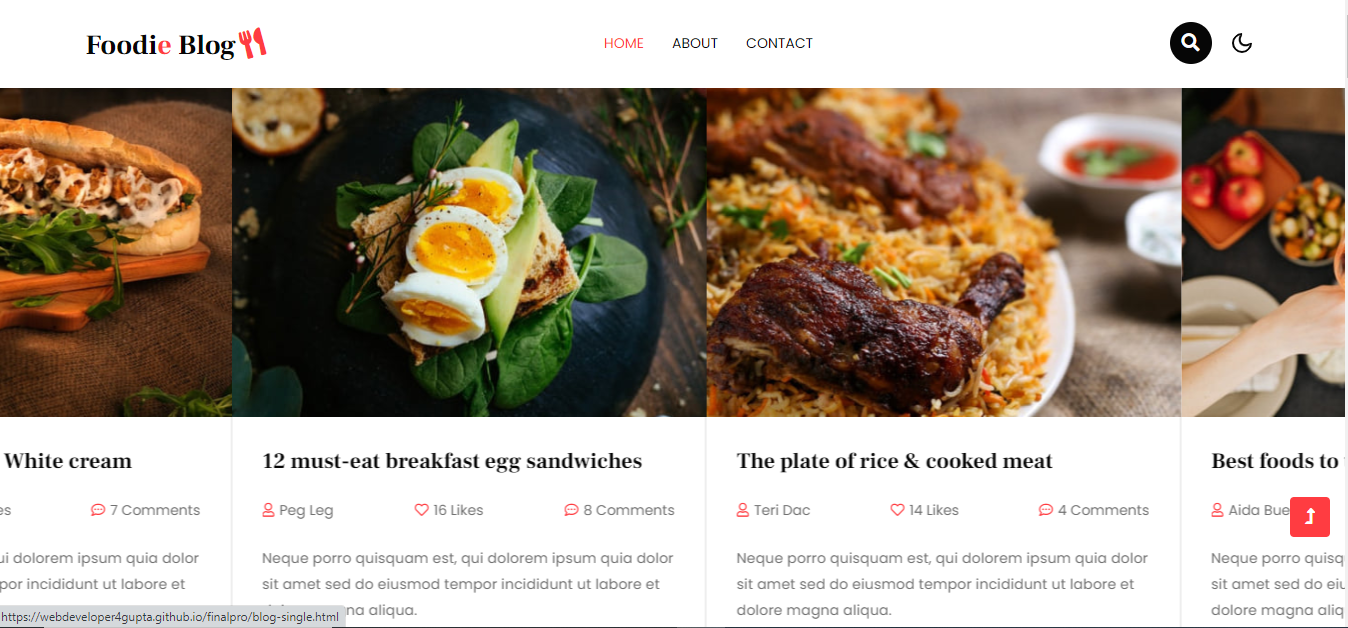 Foodie Blog
HOME ABOUT CONTACT
White cream
7 Comments
dolorem ipsum quia dolor
por incididunt ut labore et
12 must-eat breakfast egg sandwiches
Peg Leg 16 Likes 8 Comments
Neque porro quisquam est, qui dolorem ipsum quia dolor
sit amet sed do eiusmod tempor incididunt ut labore et
aliqua.
The plate of rice & cooked meat
Teri Dac 14 Likes 4 Comments
Neque porro quisquam est, qui dolorem ipsum quia dolor
sit amet sed do eiusmod tempor incididunt ut labore et
dolore magna aliqua.
Best foods to
Aida Bue
Neque porro quisq
sit amet sed do eiu
dolore magna aliq
https://webdeveloper4gupta.github.io/finalpro/blog-single.html